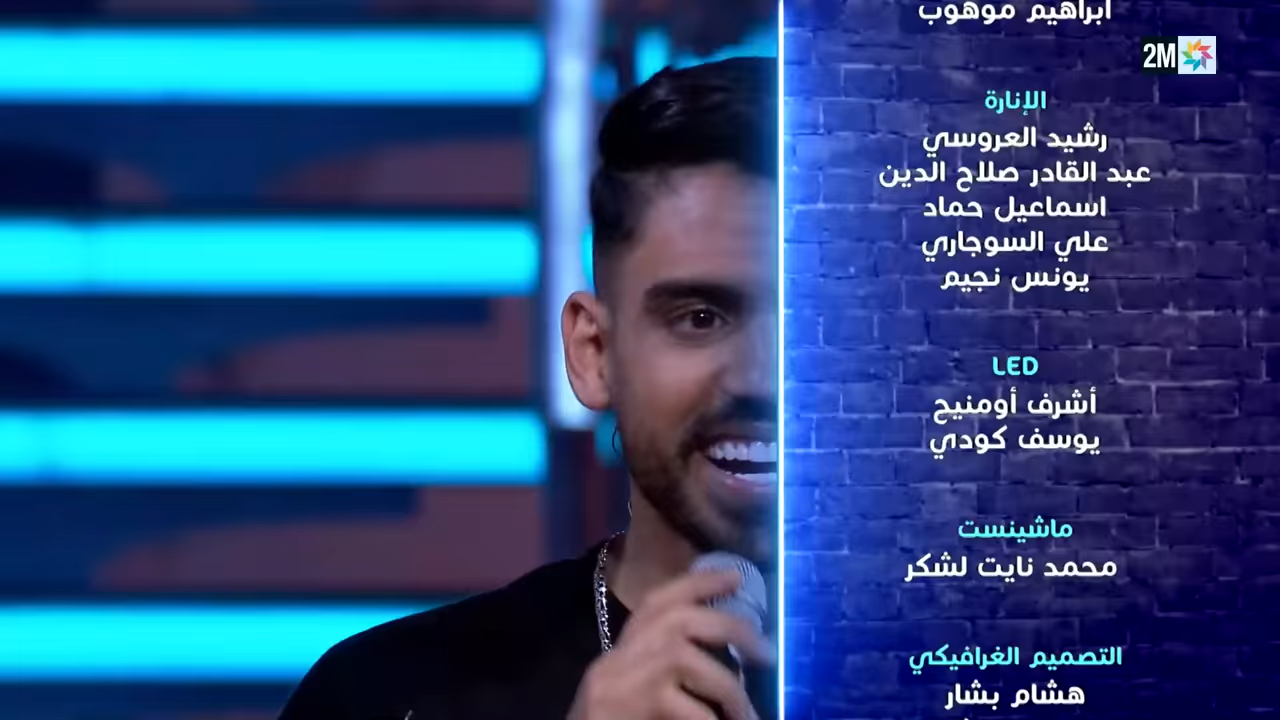 ابراهيم موهوب
2M
الإنارة
رشيد العروسي
عبد القادر صلاح الدين
اسماعيل حماد
علي السوجاري
يونس نجيم
LED
أشرف أومنيح
يوسف كودي
ماشينست
محمد نايت لشكر
التصميم الغرافيكي
هشام بشار